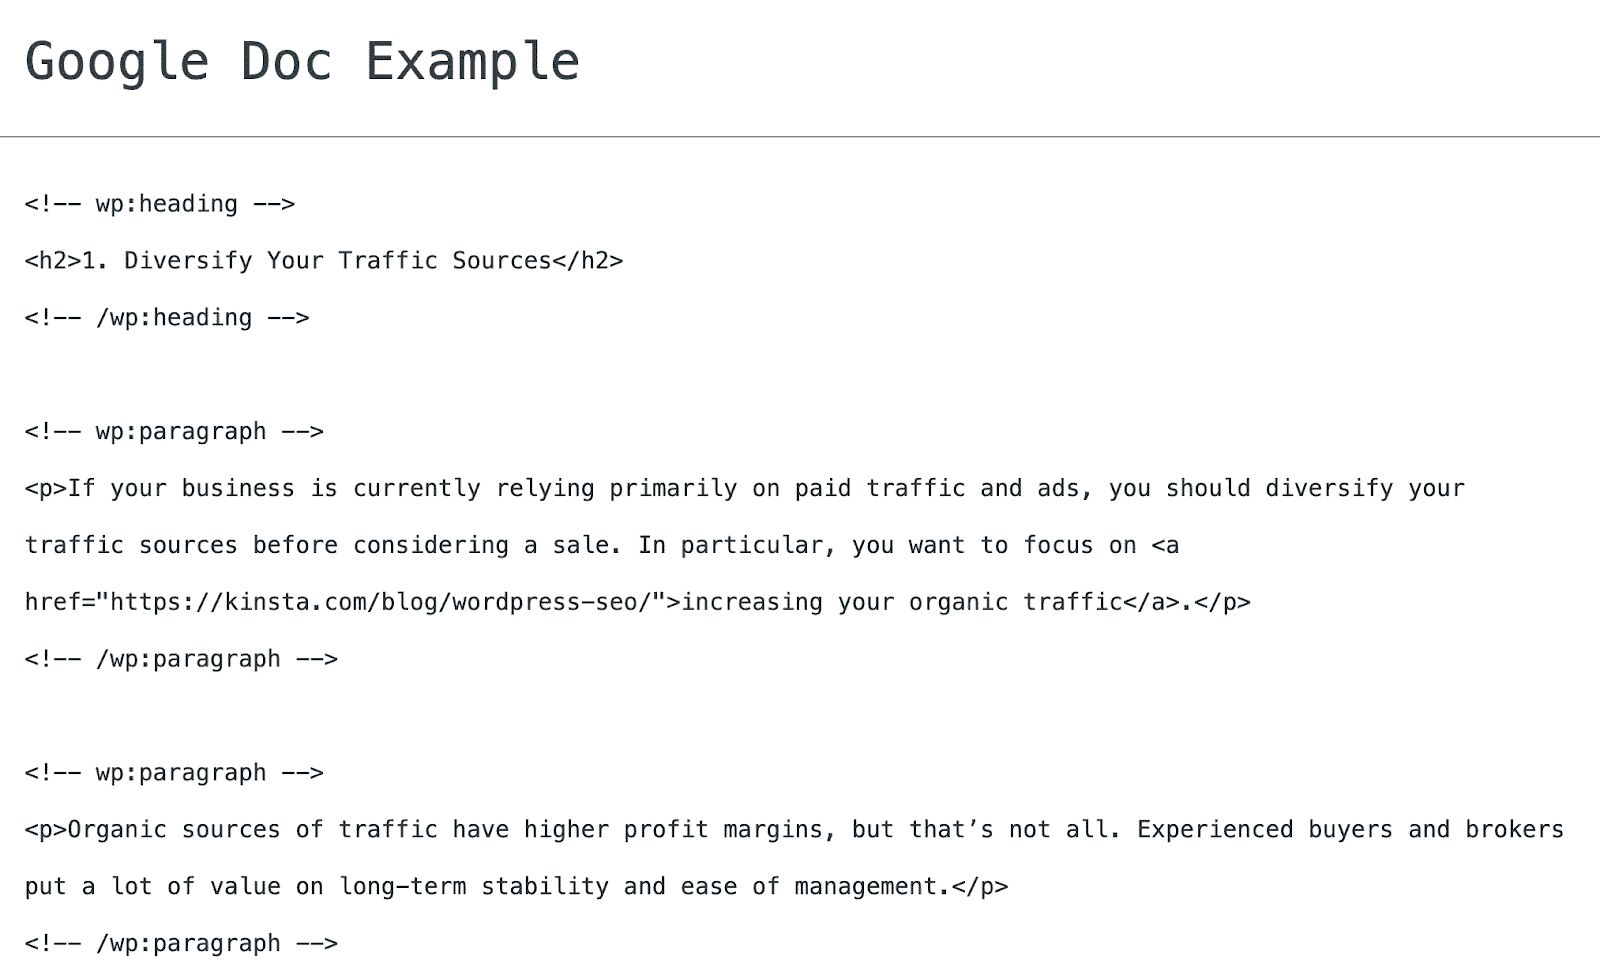 Google Doc Example
<!-- wp:heading -->
<h2>1. Diversify Your Traffic Sources</h2>
<!-- /wp:heading -->
<!-- wp:paragraph -->
<p>If your business is currently relying primarily on paid traffic and ads, you should diversify your
traffic sources before considering a sale. In particular, you want to focus on <a
href="https://kinsta.com/blog/wordpress-seo/">increasing your organic traffic</a>.</p>
<!-- /wp:paragraph -->
<!-- wp:paragraph -->
<p>Organic sources of traffic have higher profit margins, but that’s not all. Experienced buyers and brokers
put a lot of value on long-term stability and ease of management.</p>
<!-- /wp:paragraph -->